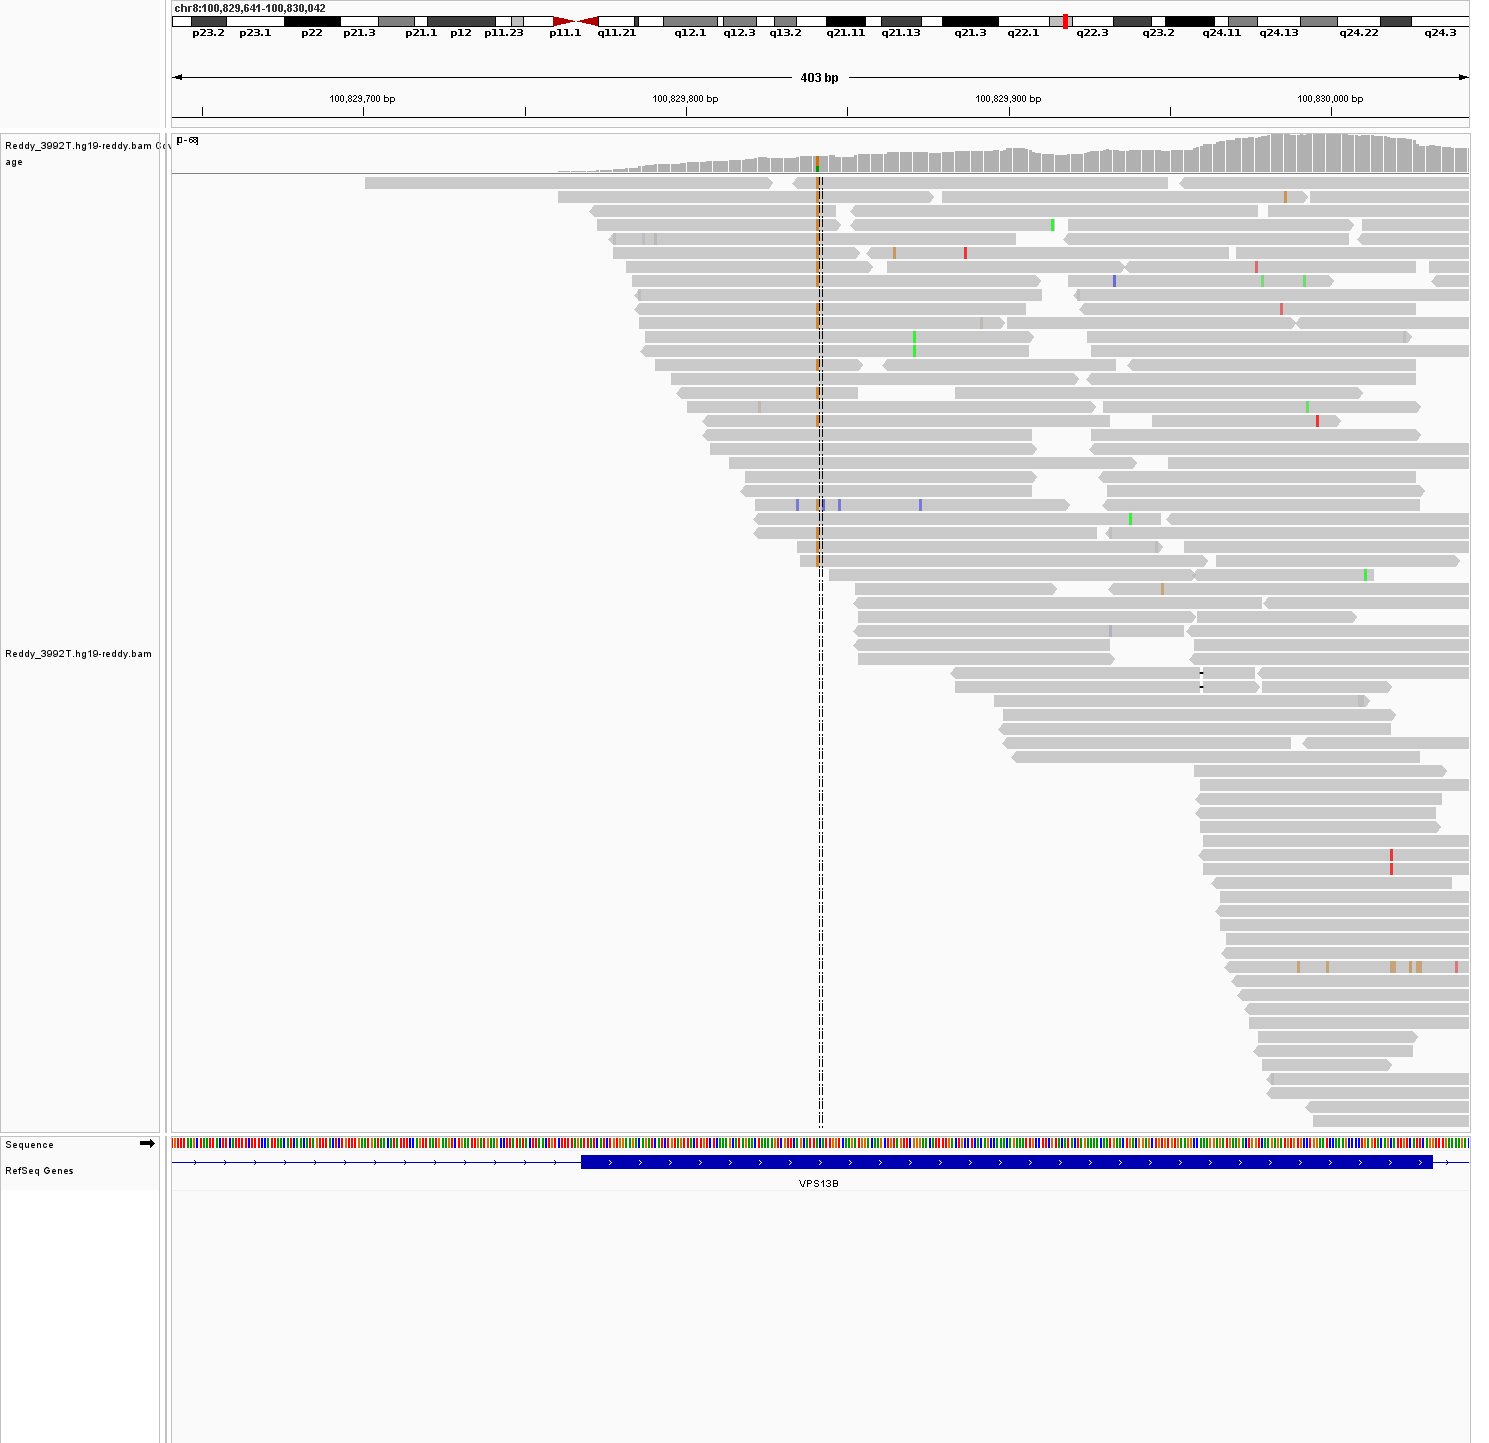 chr8:100,829,641-100,830,042
p23.2 p23.1 p22 p21.3 p21.1 p12 p11.23 p11.1 q11.21 q12.1 q12.3 q13.2 q21.11 q21.13 q21.3 q22.1 q22.3 q23.2 q24.11 q24.13 q24.22 q24.3
403 bp
100,829,700 bp 100,829,800 bp 100,829,900 bp 100,830,000 bp
[0 - 68]
Reddy_3992T.hg19-reddy.bam Cov
age
Reddy_3992T.hg19-reddy.bam
Sequence
RefSeq Genes
VPS13B